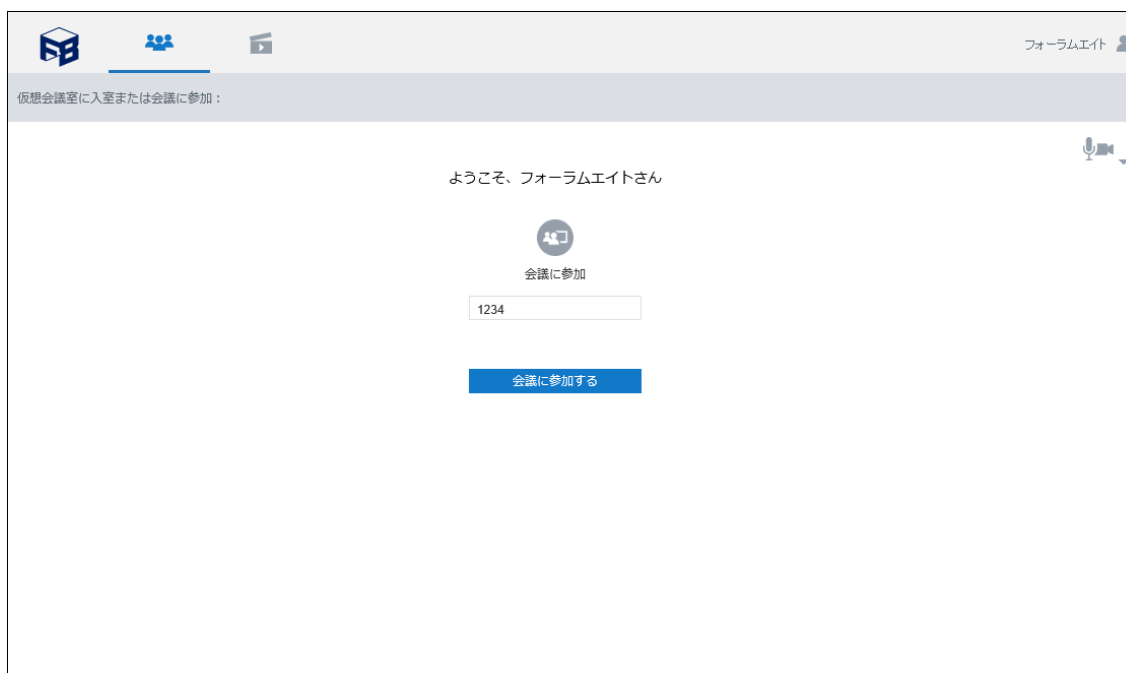 フォーラムエイト
仮想会議室に入室または会議に参加：
ようこそ、フォーラムエイトさん
会議に参加
1234
会議に参加する